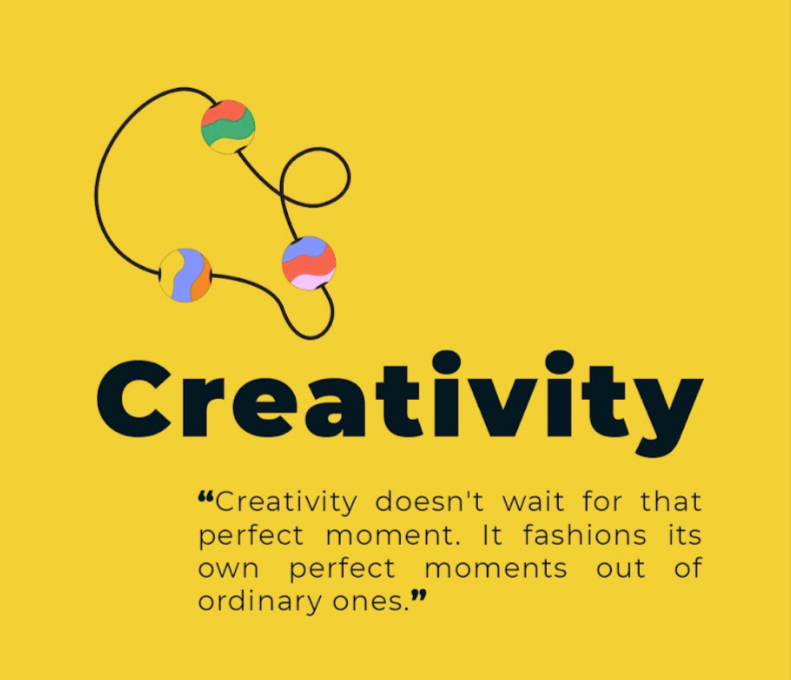 Creativity
“Creativity doesn't wait for that
perfect moment. It fashions its
own perfect moments out of
ordinary ones.”